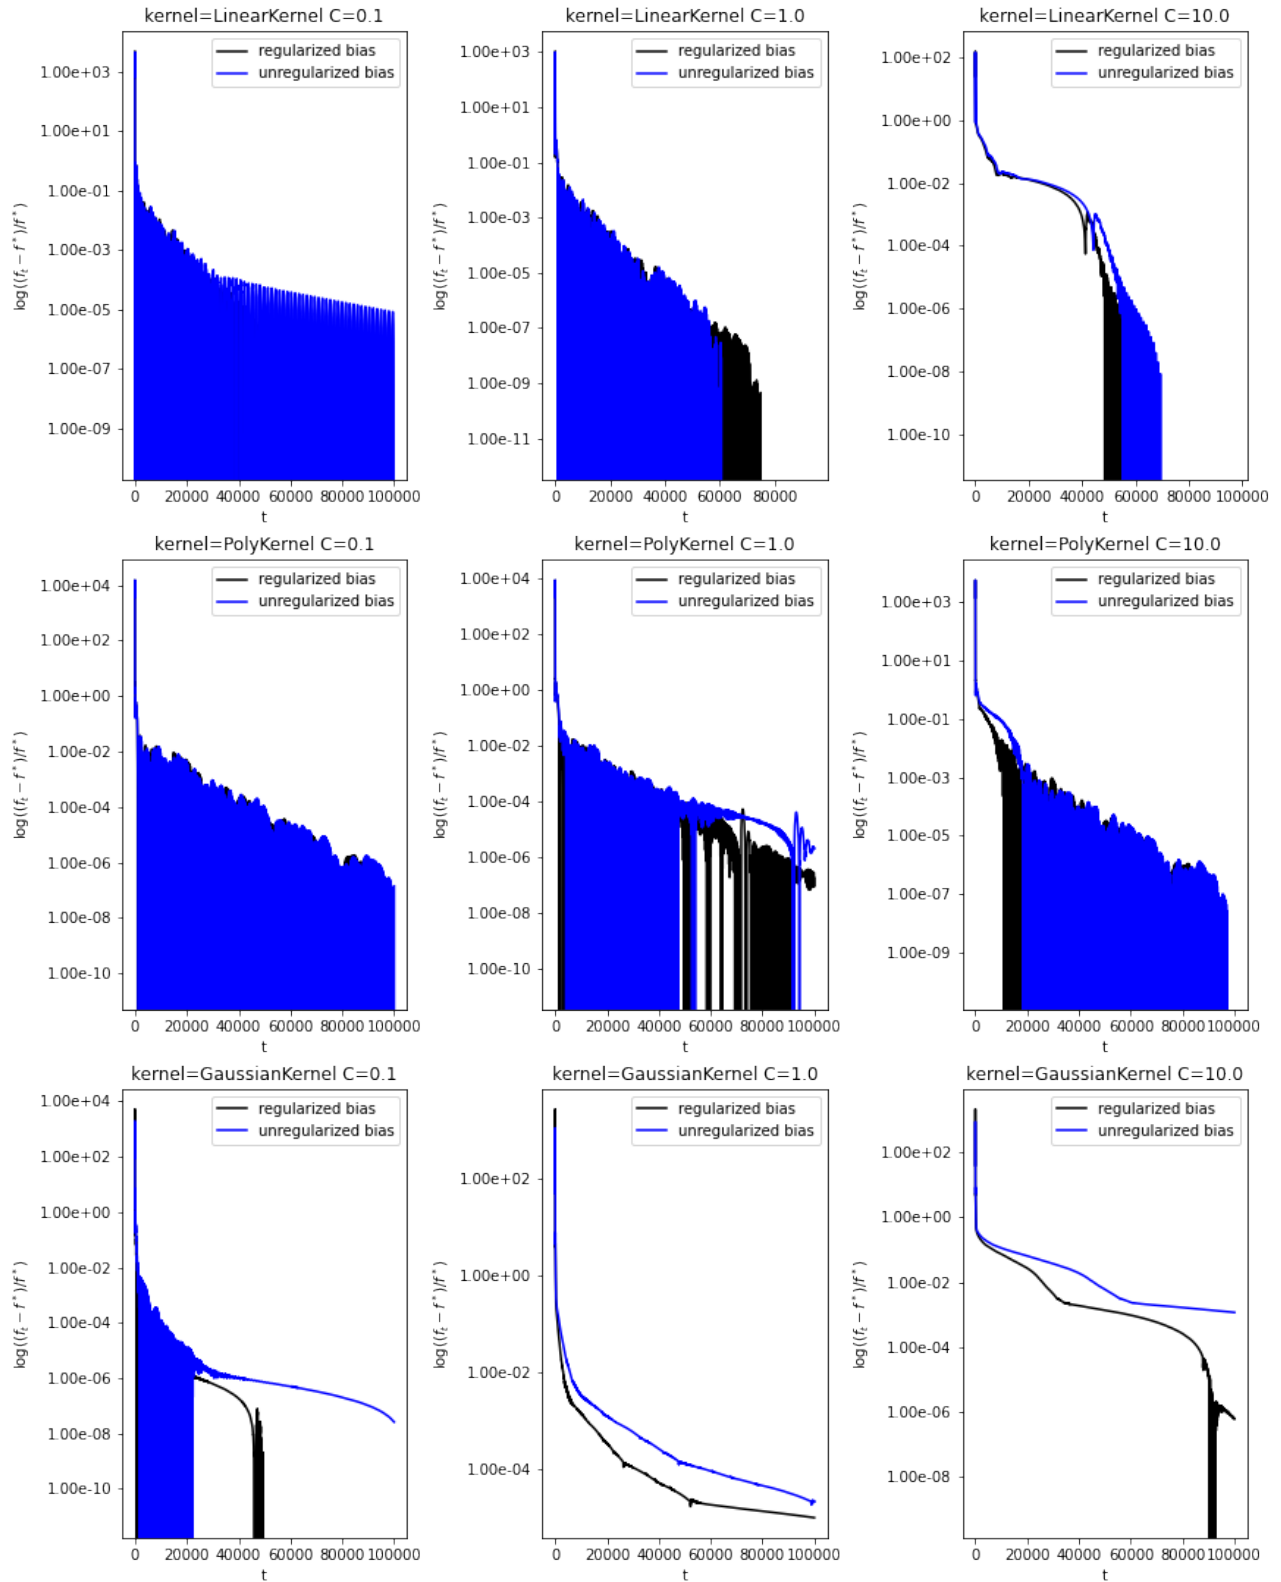 kernel=LinearKernel C=0.1
regularized bias
unregularized bias
1.00e+03
1.00e+01
1.00e-01
1.00e-03
1.00e-05
1.00e-07
1.00e-09
log((f_t − f*)/f*)
0 20000 40000 60000 80000 100000
t
kernel=LinearKernel C=1.0
regularized bias
unregularized bias
1.00e+03
1.00e+01
1.00e-01
1.00e-03
1.00e-05
1.00e-07
1.00e-09
1.00e-11
log((f_t − f*)/f*)
0 20000 40000 60000 80000
t
kernel=LinearKernel C=10.0
regularized bias
unregularized bias
1.00e+02
1.00e+00
1.00e-02
1.00e-04
1.00e-06
1.00e-08
1.00e-10
log((f_t − f*)/f*)
0 20000 40000 60000 80000 100000
t
kernel=PolyKernel C=0.1
regularized bias
unregularized bias
1.00e+04
1.00e+02
1.00e+00
1.00e-02
1.00e-04
1.00e-06
1.00e-08
1.00e-10
log((f_t − f*)/f*)
0 20000 40000 60000 80000 100000
t
kernel=PolyKernel C=1.0
regularized bias
unregularized bias
1.00e+04
1.00e+02
1.00e+00
1.00e-02
1.00e-04
1.00e-06
1.00e-08
1.00e-10
log((f_t − f*)/f*)
0 20000 40000 60000 80000 100000
t
kernel=PolyKernel C=10.0
regularized bias
unregularized bias
1.00e+03
1.00e+01
1.00e-01
1.00e-03
1.00e-05
1.00e-07
1.00e-09
log((f_t − f*)/f*)
0 20000 40000 60000 80000 100000
t
kernel=GaussianKernel C=0.1
regularized bias
unregularized bias
1.00e+04
1.00e+02
1.00e+00
1.00e-02
1.00e-04
1.00e-06
1.00e-08
1.00e-10
log((f_t − f*)/f*)
0 20000 40000 60000 80000 100000
t
kernel=GaussianKernel C=1.0
regularized bias
unregularized bias
1.00e+02
1.00e+00
1.00e-02
1.00e-04
log((f_t − f*)/f*)
0 20000 40000 60000 80000 100000
t
kernel=GaussianKernel C=10.0
regularized bias
unregularized bias
1.00e+02
1.00e+00
1.00e-02
1.00e-04
1.00e-06
1.00e-08
log((f_t − f*)/f*)
0 20000 40000 60000 80000 100000
t